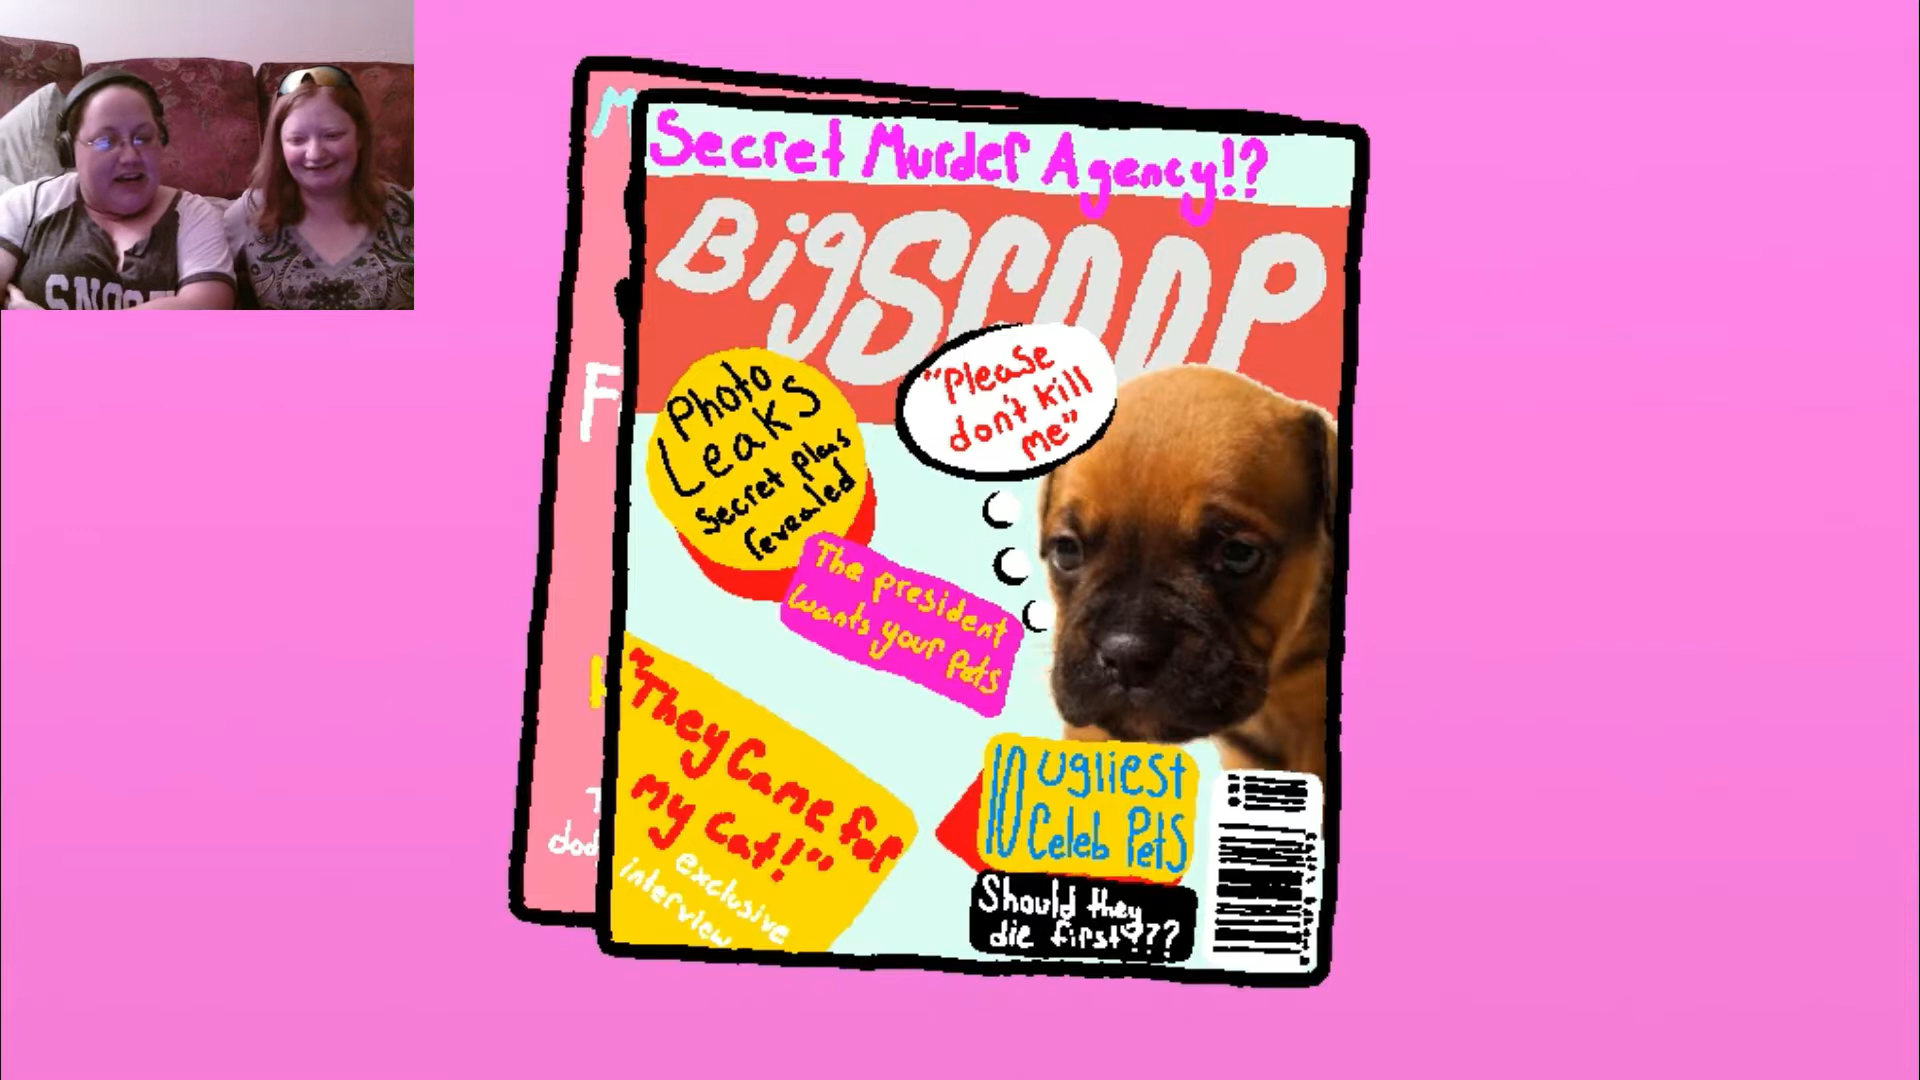 Secret Murder Agency!?
BigSCOOP
"Please
don't kill
me"
Photo
Leaks
Secret plans
revealed
The president
wants your pets
"They Came for
my Cat!"
exclusive
interview
10 ugliest
Celeb Pets
Should they
die first???